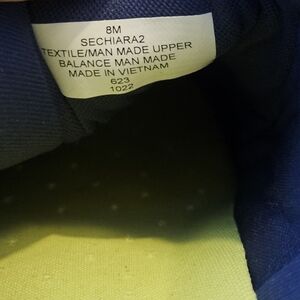 8M
SECHIARA2
TEXTILE/MAN MADE UPPER
BALANCE MAN MADE
MADE IN VIETNAM
623
1022